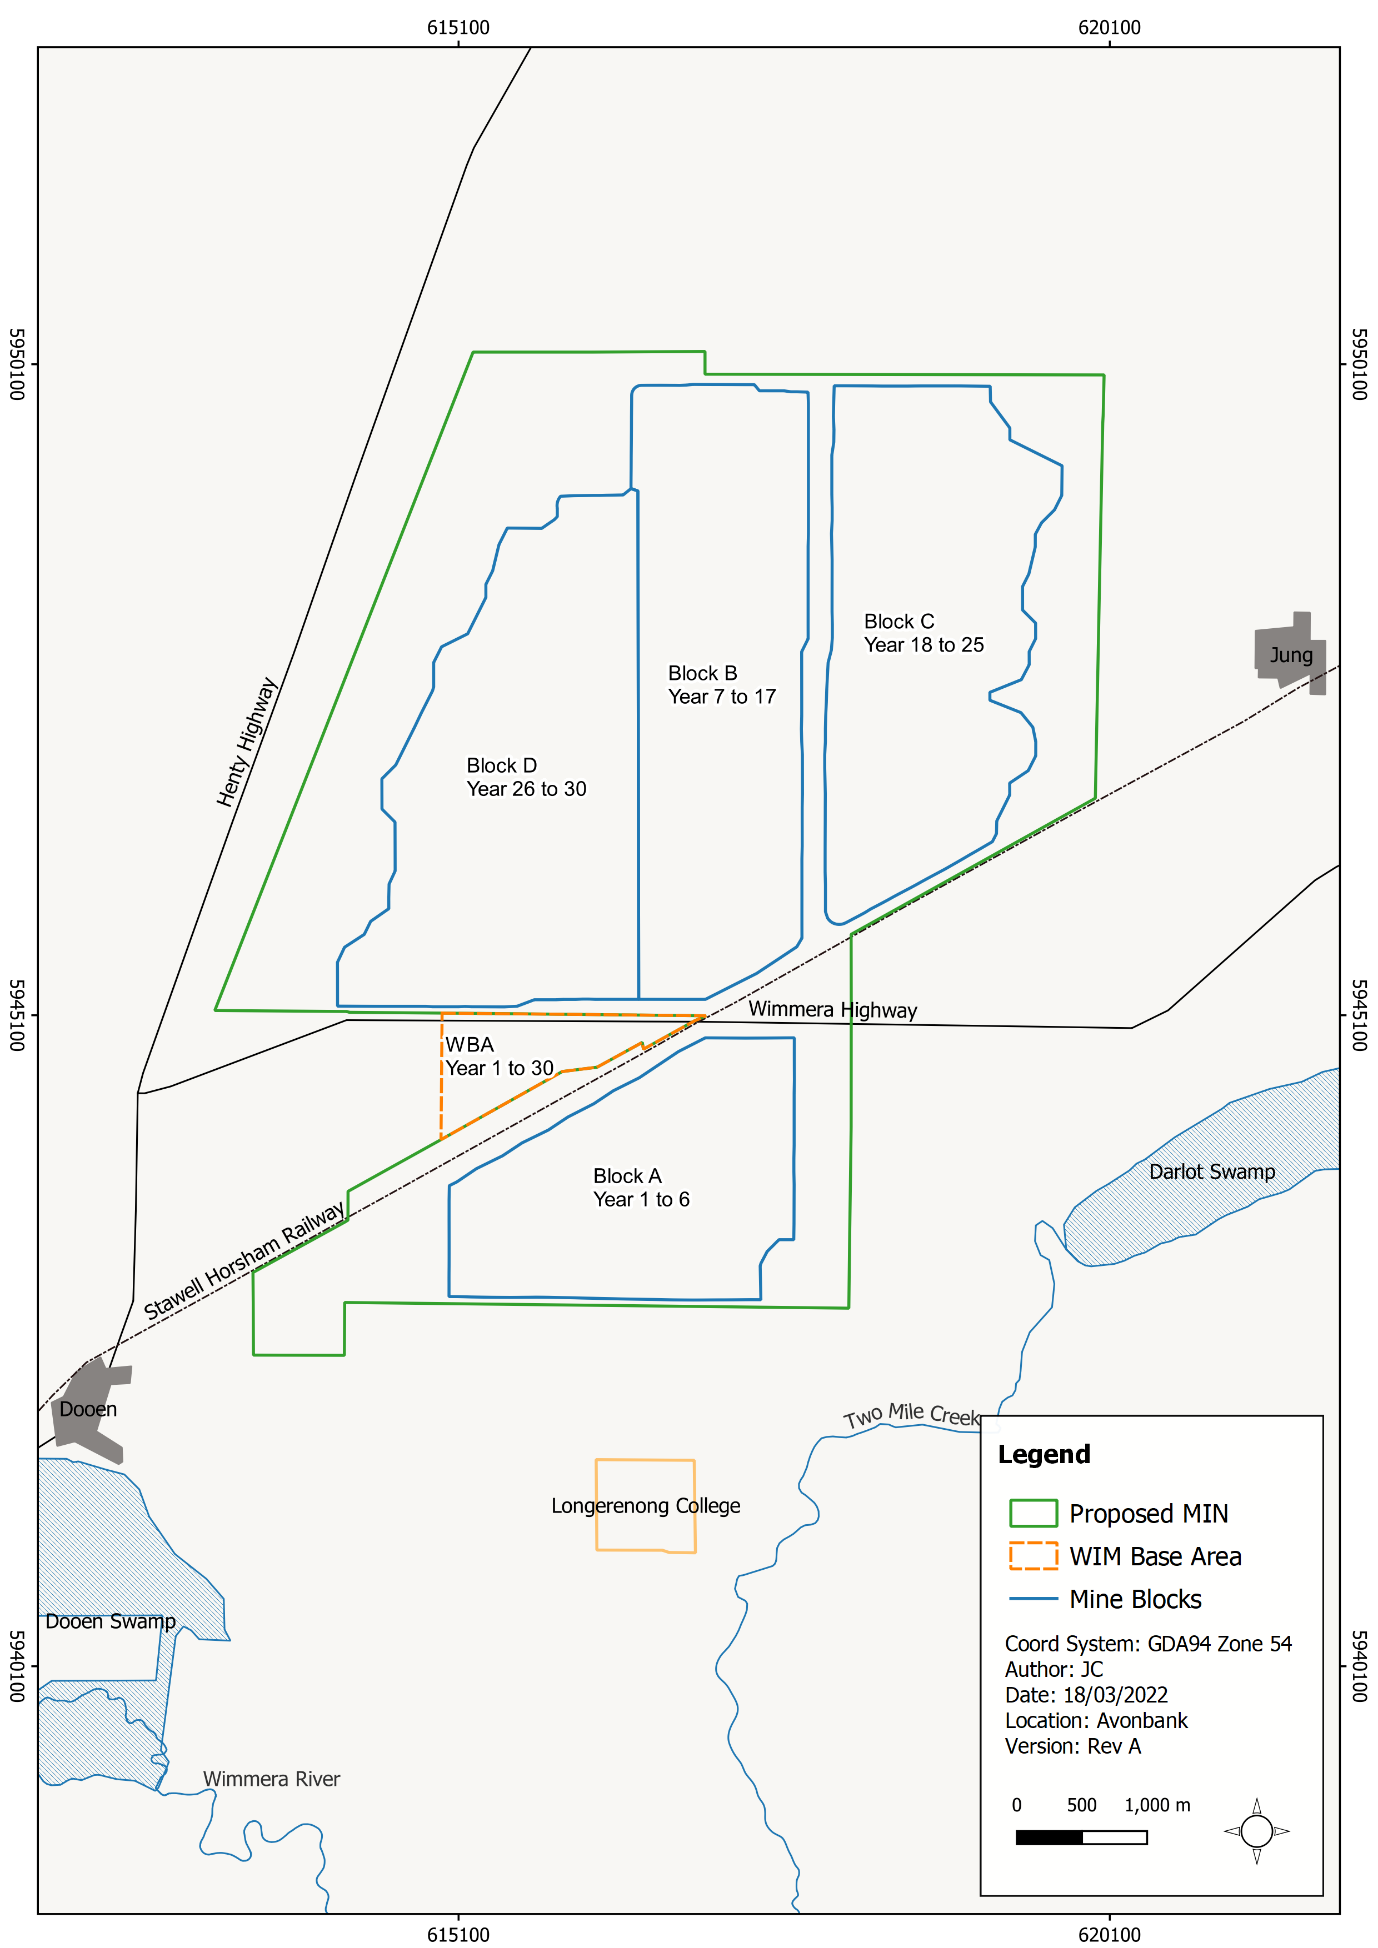 615100
620100
5950100
5950100
Henty Highway
Block C
Year 18 to 25
Jung
Block B
Year 7 to 17
Block D
Year 26 to 30
5945100
5945100
Wimmera Highway
WBA
Year 1 to 30
Block A
Year 1 to 6
Darlot Swamp
Stawell Horsham Railway
Dooen
Two Mile Creek
Longerenong College
Dooen Swamp
Wimmera River
5940100
5940100
Legend
Proposed MIN
WIM Base Area
Mine Blocks
Coord System: GDA94 Zone 54
Author: JC
Date: 18/03/2022
Location: Avonbank
Version: Rev A
0 500 1,000 m
615100
620100